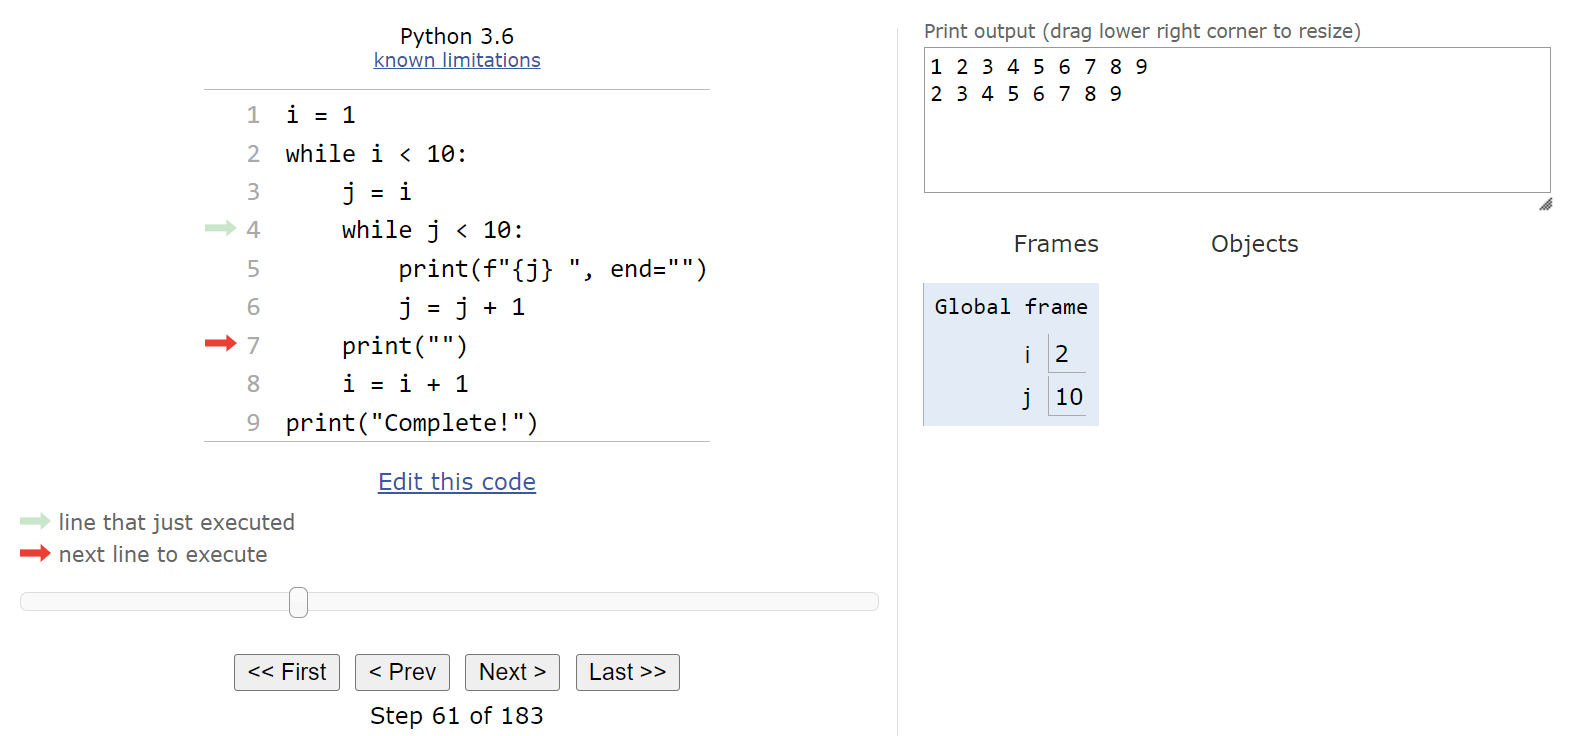 Python 3.6
known limitations
1 i = 1
2 while i < 10:
3     j = i
4     while j < 10:
5         print(f"{j} ", end="")
6         j = j + 1
7     print("")
8     i = i + 1
9 print("Complete!")
Edit this code
line that just executed
next line to execute
<< First < Prev Next > Last >>
Step 61 of 183
Print output (drag lower right corner to resize)
1 2 3 4 5 6 7 8 9
2 3 4 5 6 7 8 9
Frames Objects
Global frame
i 2
j 10